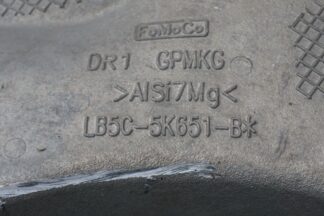 FoMoCo
DR1 GPMKG
>AlSi7Mg<
LB5C-5K651-B*